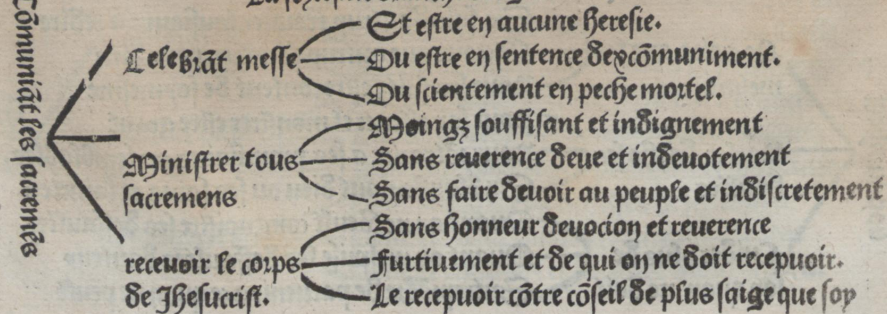 Cõmunicãt les sacremẽs
Celebrãt messe
Et estre en aucune heresie.
Ou estre en sentence dexcõmuniment.
Ou scientement en peche mortel.
Ministrer tous
sacremens
Moingz souffisant et indignement
Sans reuerence deue et indeuotement
Sans faire deuoir au peuple et indiscretement
receuoir le corps
de Jhesucrist.
Sans honneur deuocion et reuerence
Furtiuement et de qui on ne doit recepuoir.
Le recepuoir cõtre cõseil de plus saige que soy